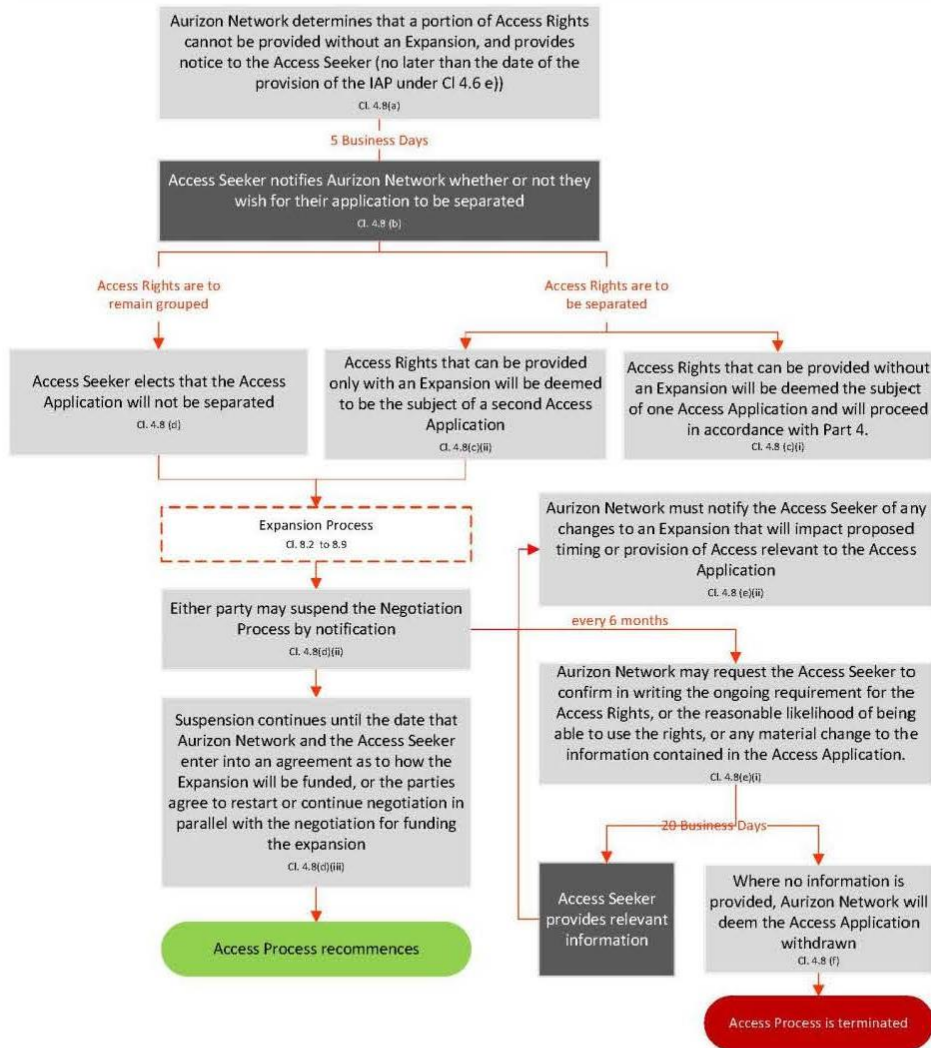 Aurizon Network determines that a portion of Access Rights
cannot be provided without an Expansion, and provides
notice to the Access Seeker (no later than the date of the
provision of the IAP under Cl 4.6 e))
Cl. 4.8(a)
5 Business Days
Access Seeker notifies Aurizon Network whether or not they
wish for their application to be separated
Cl. 4.8 (b)
Access Rights are to
remain grouped
Access Rights are to
be separated
Access Seeker elects that the Access
Application will not be separated
Cl. 4.8 (d)
Access Rights that can be provided
only with an Expansion will be deemed
to be the subject of a second Access
Application
Cl. 4.8(c)(ii)
Access Rights that can be provided without
an Expansion will be deemed the subject
of one Access Application and will proceed
in accordance with Part 4.
Cl. 4.8 (c)(i)
Expansion Process
Cl. 8.2 to 8.9
Aurizon Network must notify the Access Seeker of any
changes to an Expansion that will impact proposed
timing or provision of Access relevant to the Access
Application
Cl. 4.8 (e)(ii)
Either party may suspend the Negotiation
Process by notification
Cl. 4.8(d)(ii)
every 6 months
Aurizon Network may request the Access Seeker to
confirm in writing the ongoing requirement for the
Access Rights, or the reasonable likelihood of being
able to use the rights, or any material change to the
information contained in the Access Application.
Cl. 4.8(e)(i)
Suspension continues until the date that
Aurizon Network and the Access Seeker
enter into an agreement as to how the
Expansion will be funded, or the parties
agree to restart or continue negotiation in
parallel with the negotiation for funding
the expansion
Cl. 4.8(d)(iii)
20 Business Days
Access Seeker
provides relevant
information
Where no information is
provided, Aurizon Network will
deem the Access Application
withdrawn
Cl. 4.8 (f)
Access Process recommences
Access Process is terminated